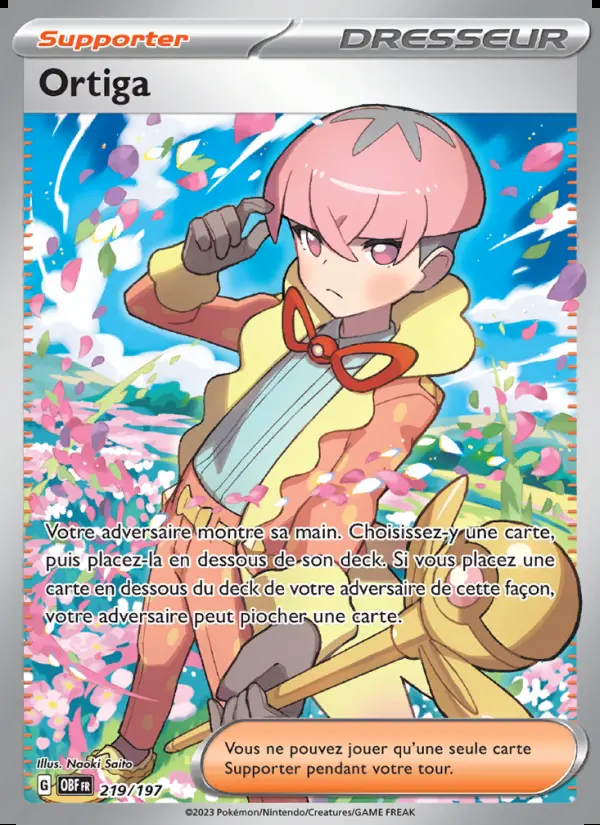 Supporter
DRESSEUR
Ortiga
Votre adversaire montre sa main. Choisissez-y une carte,
puis placez-la en dessous de son deck. Si vous placez une
carte en dessous du deck de votre adversaire de cette façon,
votre adversaire peut piocher une carte.
Vous ne pouvez jouer qu'une seule carte
Supporter pendant votre tour.
Illus. Naoki Saito
G OBF FR 219/197
©2023 Pokémon/Nintendo/Creatures/GAME FREAK